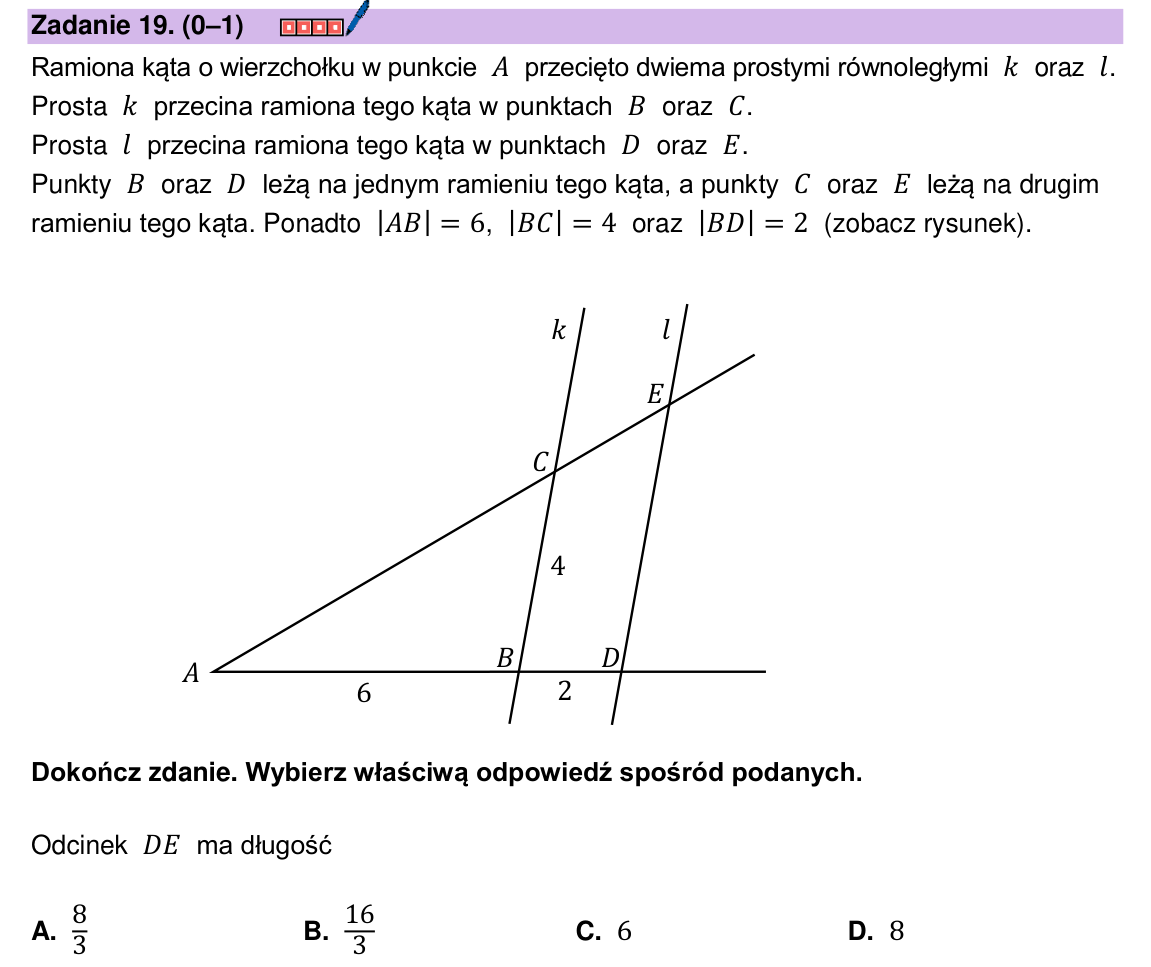 Zadanie 19. (0–1)
Ramiona kąta o wierzchołku w punkcie A przecięto dwiema prostymi równoległymi k oraz l.
Prosta k przecina ramiona tego kąta w punktach B oraz C.
Prosta l przecina ramiona tego kąta w punktach D oraz E.
Punkty B oraz D leżą na jednym ramieniu tego kąta, a punkty C oraz E leżą na drugim
ramieniu tego kąta. Ponadto |AB| = 6, |BC| = 4 oraz |BD| = 2 (zobacz rysunek).
k l
E
C
4
A B D
6 2
Dokończ zdanie. Wybierz właściwą odpowiedź spośród podanych.
Odcinek DE ma długość
A. 8/3 B. 16/3 C. 6 D. 8